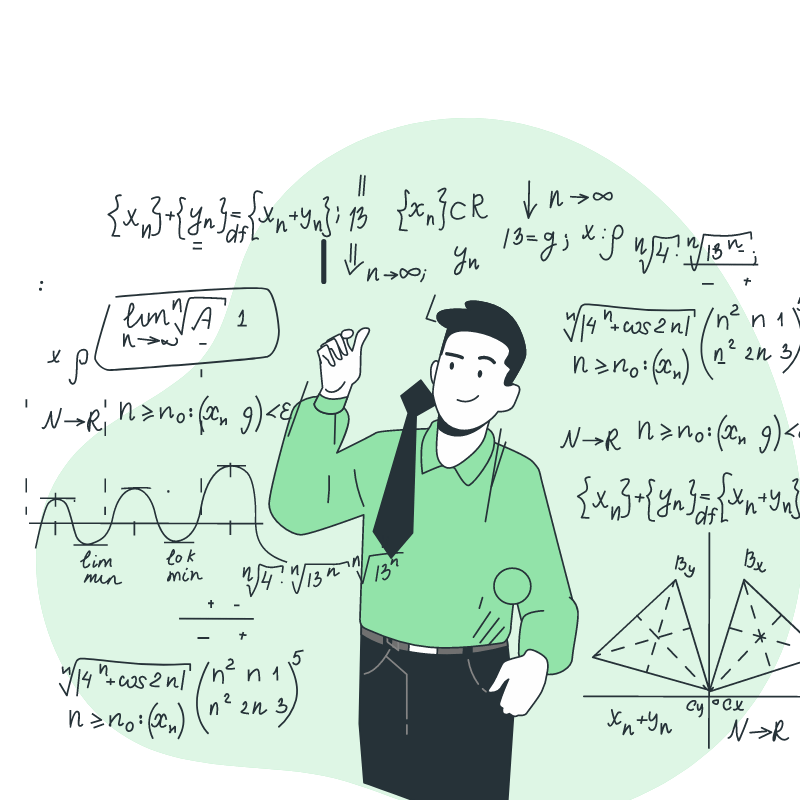 {xₙ}+{yₙ}={xₙ+yₙ}; 13
df
{xₙ}⊂R
↓ n→∞
⇓ n→∞;
yₙ
13=g; x:ρ
ⁿ√4: ⁿ√13ⁿ⁻;
− +
lim ⁿ√A 1
n→∞
x ρ
N→R n≥n₀:(xₙ g)<ε
lim
min
lok
min
ⁿ√4: ⁿ√13ⁿ ⁿ√13ⁿ
+ −
− +
ⁿ√|4ⁿ+cos2n| (n² n 1
n² 2n 3)⁵
n≥n₀:(xₙ)
ⁿ√|4ⁿ+cos2n| (n² n 1
n² 2n 3)
n≥n₀:(xₙ)
N→R n≥n₀:(xₙ g)<
{xₙ}+{yₙ}={xₙ+yₙ}
df
By Bx
Cy Cx
xₙ+yₙ N→R